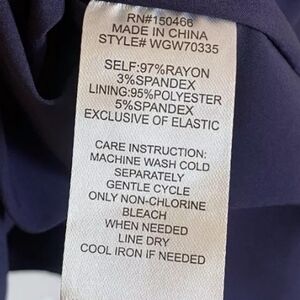 RN#150466
MADE IN CHINA
STYLE# WGW70335
SELF:97%RAYON
3%SPANDEX
LINING:95%POLYESTER
5%SPANDEX
EXCLUSIVE OF ELASTIC
CARE INSTRUCTION:
MACHINE WASH COLD
SEPARATELY
GENTLE CYCLE
ONLY NON-CHLORINE
BLEACH
WHEN NEEDED
LINE DRY
COOL IRON IF NEEDED